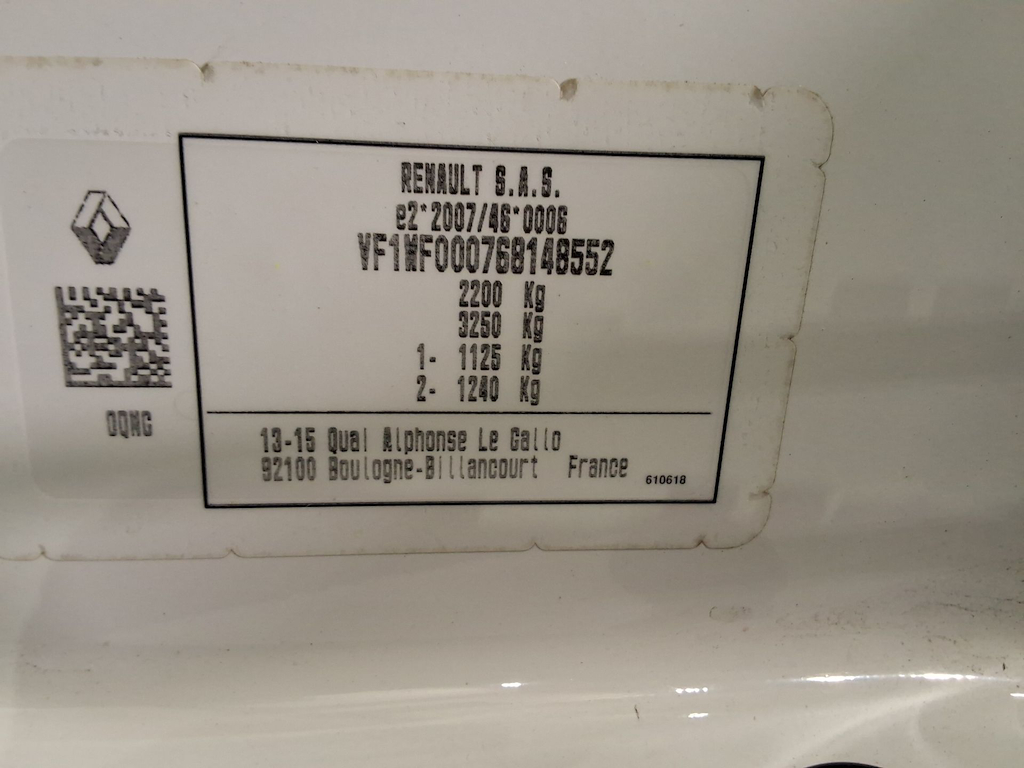 RENAULT S.A.S.
e2*2007/46*0006
VF1MF000768148552
2200 Kg
3250 Kg
1- 1125 Kg
2- 1240 Kg
0QNG
13-15 Quai Alphonse Le Gallo
92100 Boulogne-Billancourt France
610618